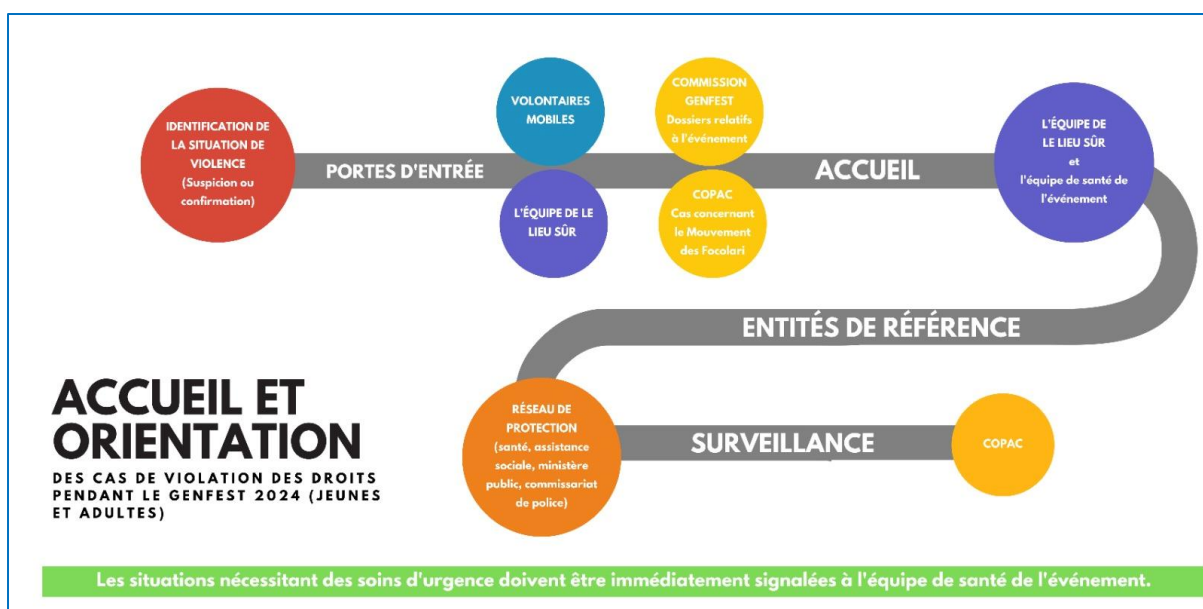 IDENTIFICATION DE
LA SITUATION DE
VIOLENCE
(Suspicion ou
confirmation)
PORTES D'ENTRÉE
VOLONTAIRES
MOBILES
L'ÉQUIPE DE LE
LIEU SÛR
COMMISSION
GENFEST
Dossiers relatifs
à l'événement
COPAC
Cas concernant
le Mouvement
des Focolari
ACCUEIL
L'ÉQUIPE DE
LE LIEU SÛR
et
l'équipe de santé de
l'événement
ENTITÉS DE RÉFÉRENCE
RÉSEAU DE
PROTECTION
(santé, assistance
sociale, ministère
public, commissariat
de police)
SURVEILLANCE
COPAC
ACCUEIL ET
ORIENTATION
DES CAS DE VIOLATION DES DROITS
PENDANT LE GENFEST 2024 (JEUNES
ET ADULTES)
Les situations nécessitant des soins d'urgence doivent être immédiatement signalées à l'équipe de santé de l'événement.